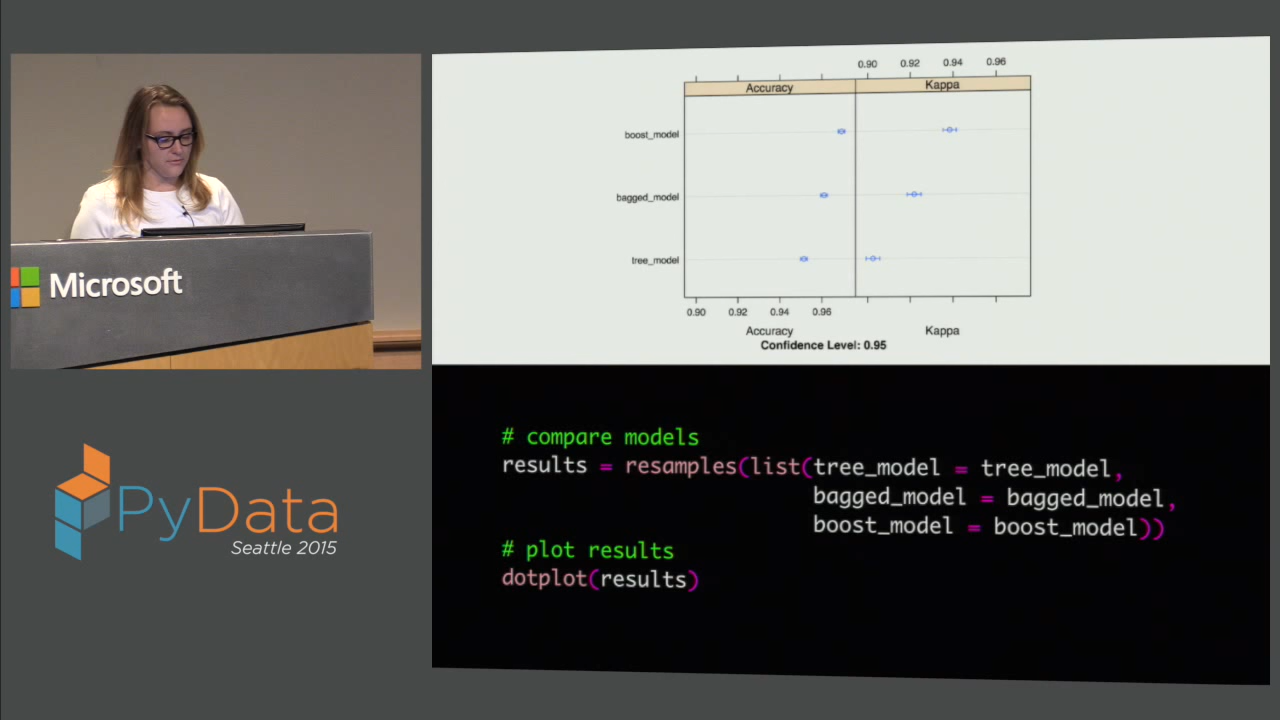 Microsoft
PyData
Seattle 2015
0.90 0.92 0.94 0.96
Accuracy Kappa
boost_model
bagged_model
tree_model
0.90 0.92 0.94 0.96
Accuracy Kappa
Confidence Level: 0.95
# compare models
results = resamples(list(tree_model = tree_model,
bagged_model = bagged_model,
boost_model = boost_model))
# plot results
dotplot(results)